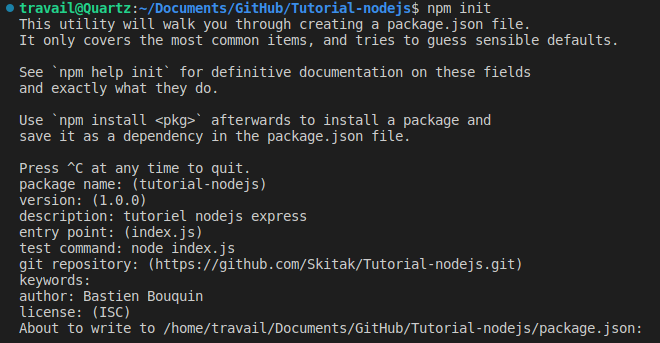 travail@Quartz:~/Documents/GitHub/Tutorial-nodejs$ npm init
This utility will walk you through creating a package.json file.
It only covers the most common items, and tries to guess sensible defaults.
See `npm help init` for definitive documentation on these fields
and exactly what they do.
Use `npm install <pkg>` afterwards to install a package and
save it as a dependency in the package.json file.
Press ^C at any time to quit.
package name: (tutorial-nodejs)
version: (1.0.0)
description: tutoriel nodejs express
entry point: (index.js)
test command: node index.js
git repository: (https://github.com/Skitak/Tutorial-nodejs.git)
keywords:
author: Bastien Bouquin
license: (ISC)
About to write to /home/travail/Documents/GitHub/Tutorial-nodejs/package.json: